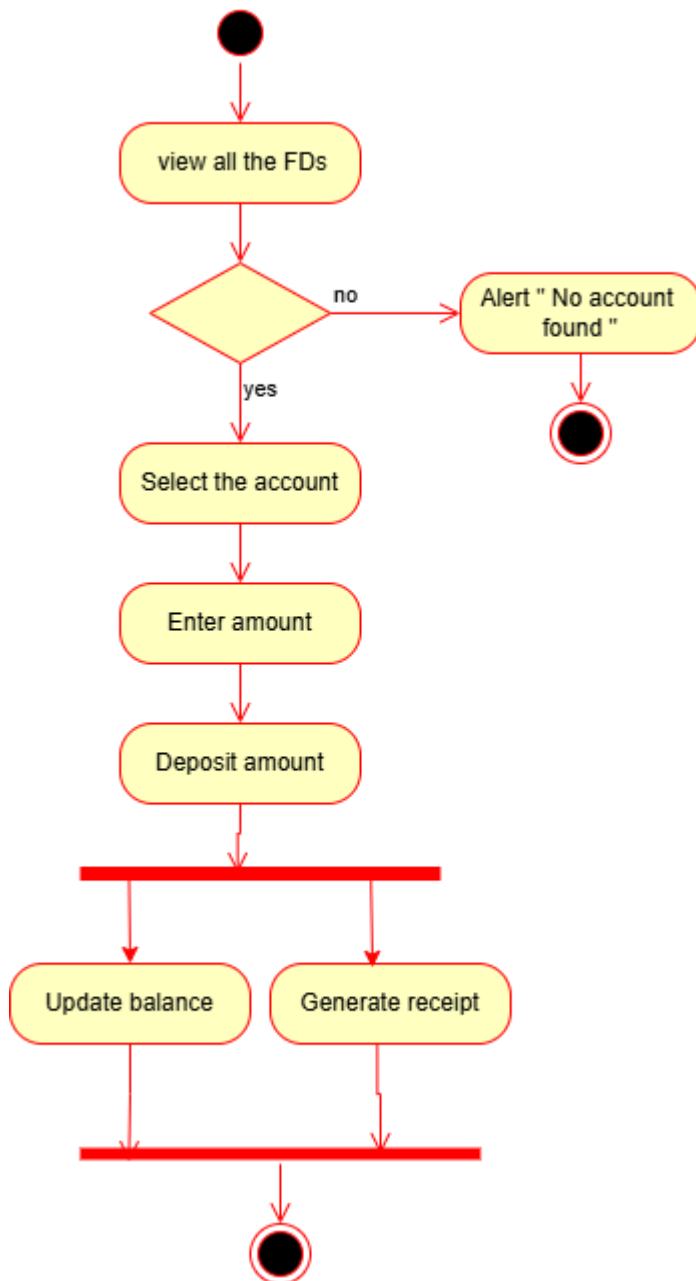 view all the FDs
no
Alert " No account
found "
yes
Select the account
Enter amount
Deposit amount
Update balance
Generate receipt